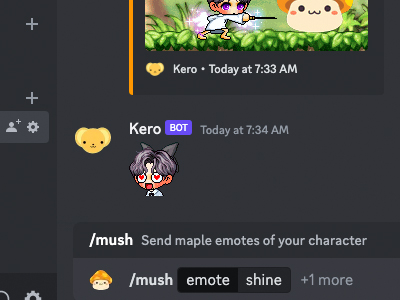 Kero • Today at 7:33 AM
Kero BOT Today at 7:34 AM
/mush Send maple emotes of your character
/mush emote shine +1 more